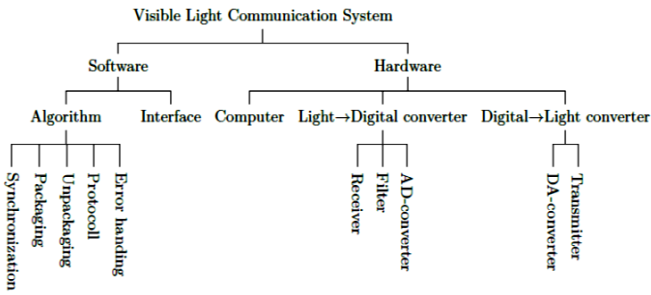 Visible Light Communication System
Software
Hardware
Algorithm
Interface
Computer
Light→Digital converter
Digital→Light converter
Synchronization
Packaging
Unpackaging
Protocoll
Error handing
Receiver
Filter
AD-converter
DA-converter
Transmitter